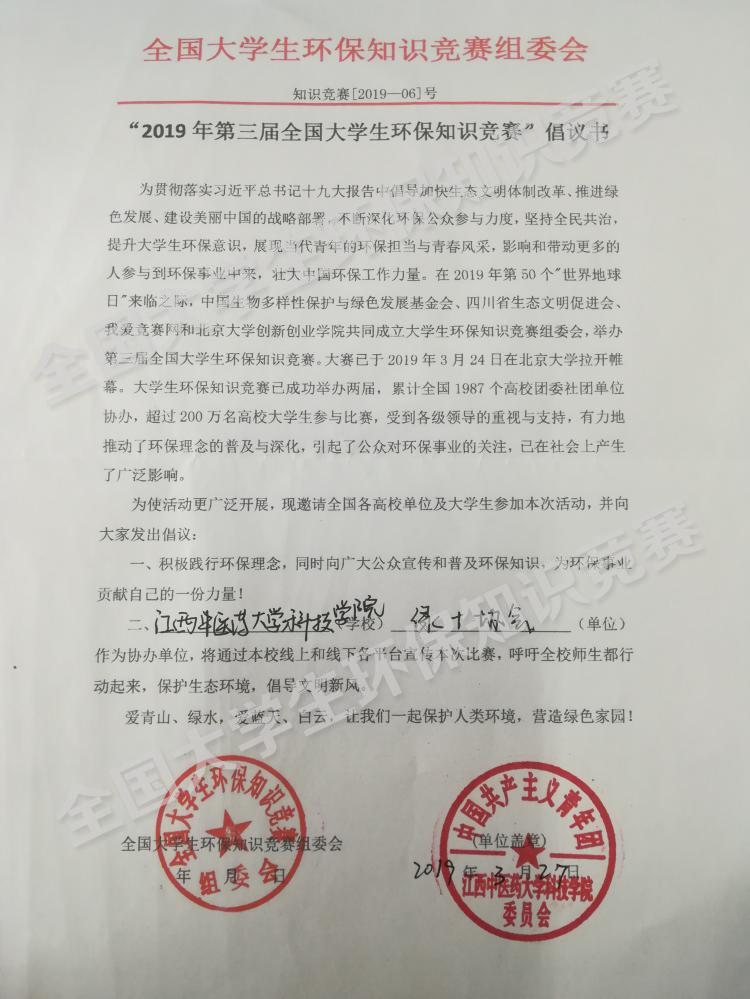 全国大学生环保知识竞赛组委会
知识竞赛[2019—06]号
“2019 年第三届全国大学生环保知识竞赛”倡议书
为贯彻落实习近平总书记十九大报告中倡导加快生态文明体制改革、推进绿
色发展、建设美丽中国的战略部署,不断深化环保公众参与力度,坚持全民共治,
提升大学生环保意识,展现当代青年的环保担当与青春风采,影响和带动更多的
人参与到环保事业中来,壮大中国环保工作力量。在 2019 年第 50 个"世界地球
日"来临之际,中国生物多样性保护与绿色发展基金会、四川省生态文明促进会、
我爱竞赛网和北京大学创新创业学院共同成立大学生环保知识竞赛组委会,举办
第三届全国大学生环保知识竞赛。大赛已于 2019 年 3 月 24 日在北京大学拉开帷
幕。大学生环保知识竞赛已成功举办两届,累计全国 1987 个高校团委社团单位
协办,超过 200 万名高校大学生参与比赛,受到各级领导的重视与支持,有力地
推动了环保理念的普及与深化,引起了公众对环保事业的关注,已在社会上产生
了广泛影响。
为使活动更广泛开展,现邀请全国各高校单位及大学生参加本次活动,并向
大家发出倡议:
一、积极践行环保理念,同时向广大公众宣传和普及环保知识,为环保事业
贡献自己的一份力量!
二、江西中医药大学科技学院(学校)绿十协会(单位)
作为协办单位,将通过本校线上和线下各平台宣传本次比赛,呼吁全校师生都行
动起来,保护生态环境,倡导文明新风。
爱青山、绿水,爱蓝天、白云,让我们一起保护人类环境,营造绿色家园!
全国大学生环保知识竞赛
组委会
全国大学生环保知识竞赛组委会
年 月 日
中国共产主义青年团
江西中医药大学科技学院
委员会
(单位盖章)
2019 年 3 月 27 日
全国大学生环保知识竞赛
全国大学生环保知识竞赛